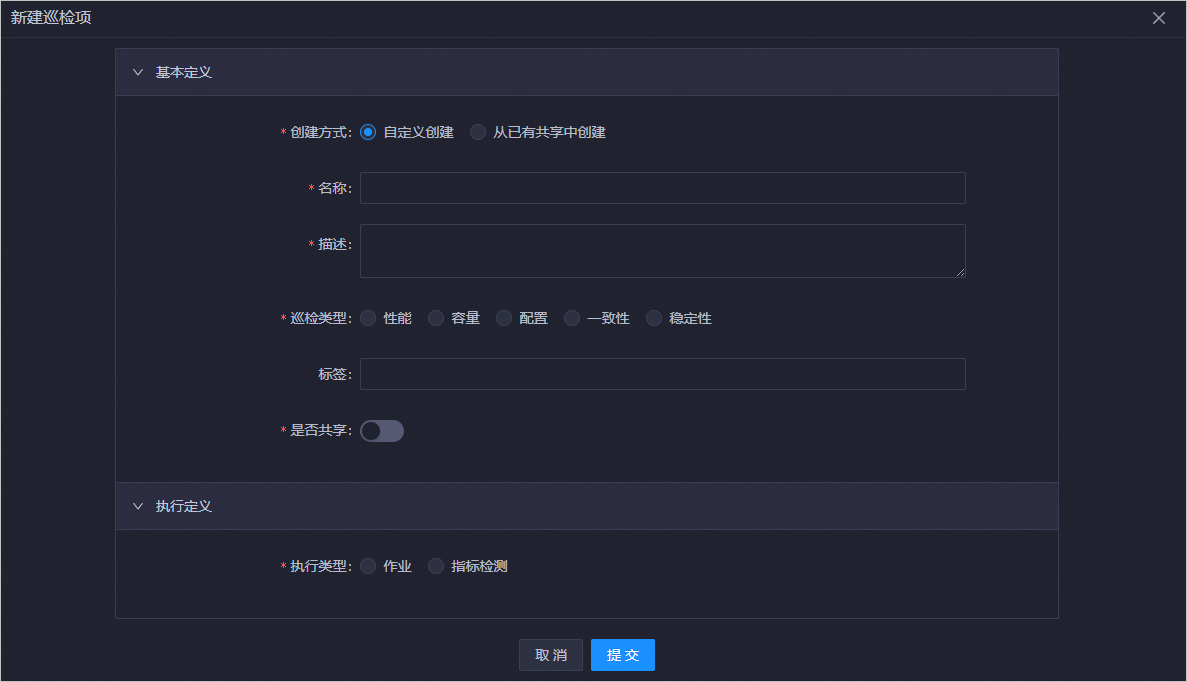 新建巡检项
基本定义
* 创建方式: 自定义创建 从已有共享中创建
* 名称:
* 描述:
* 巡检类型: 性能 容量 配置 一致性 稳定性
标签:
* 是否共享:
执行定义
* 执行类型: 作业 指标检测
取 消 提 交